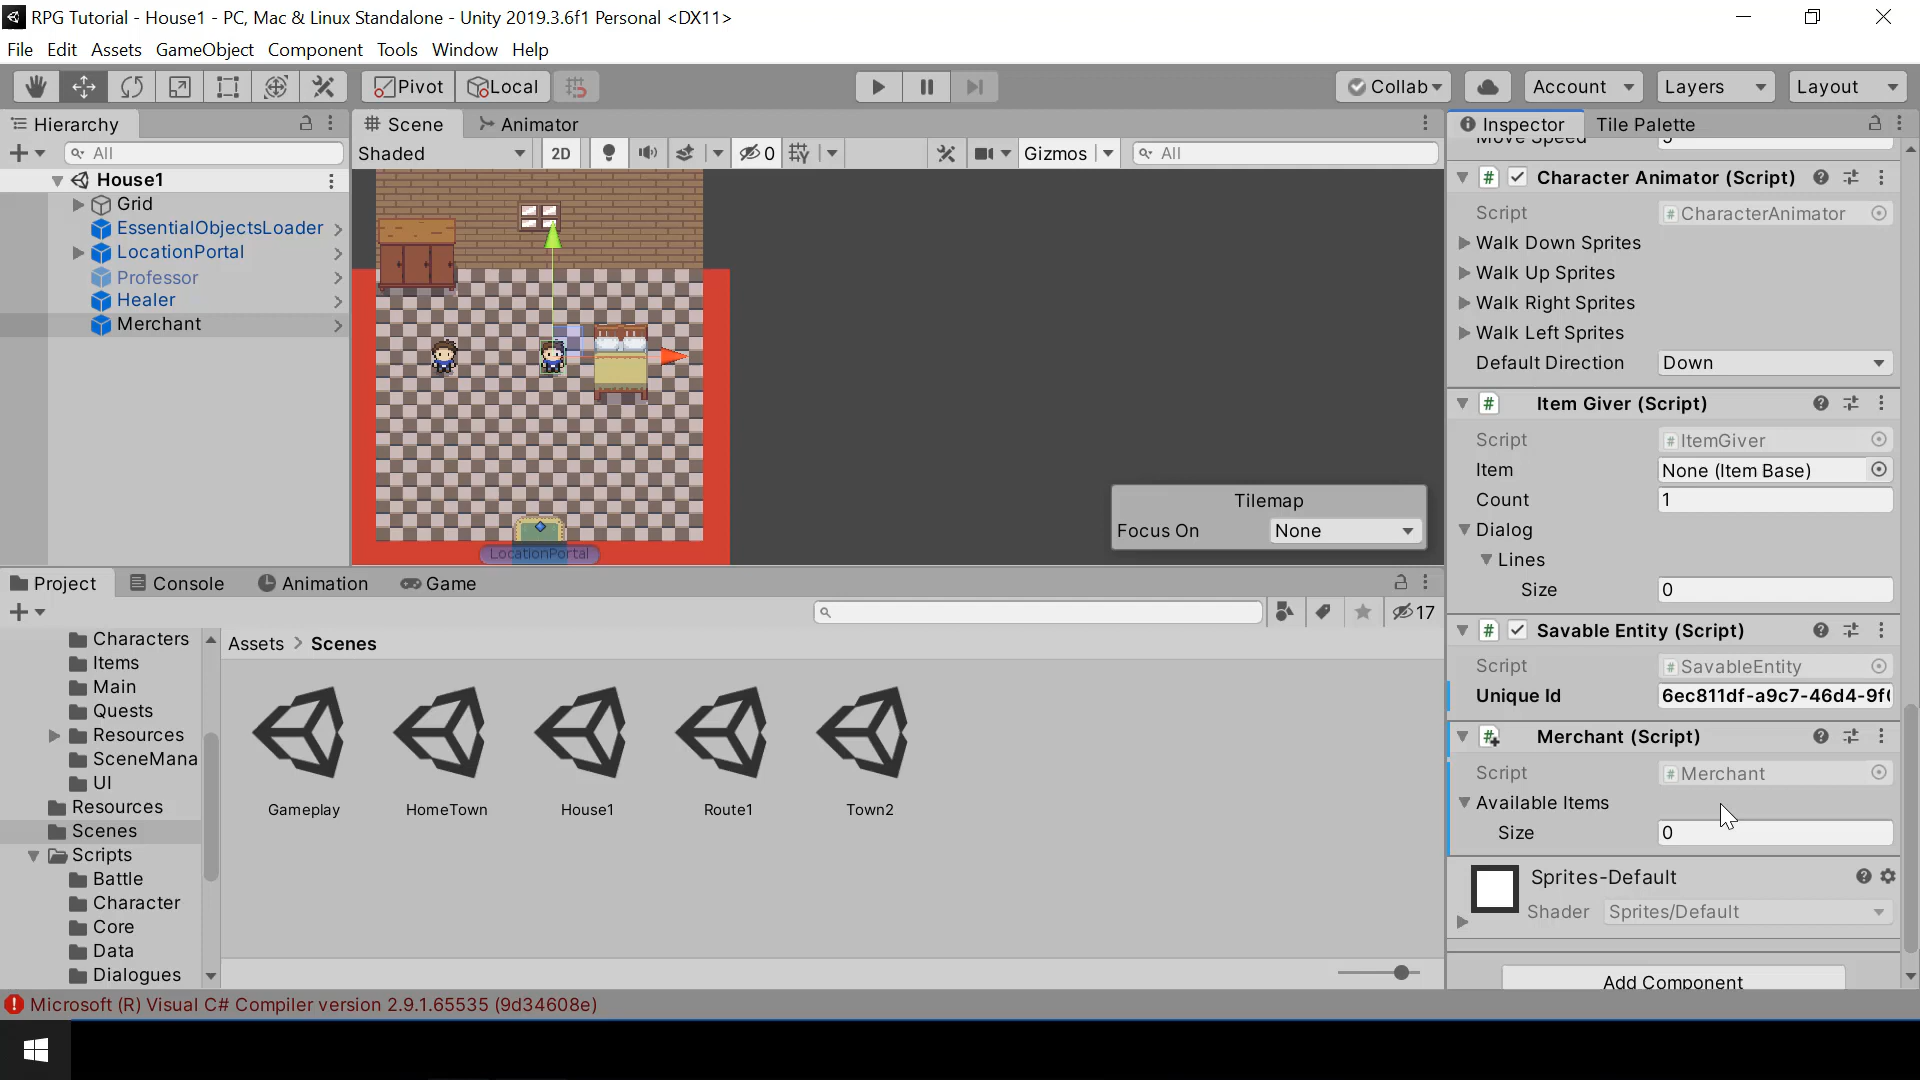 RPG Tutorial - House1 - PC, Mac & Linux Standalone - Unity 2019.3.6f1 Personal <DX11>
File Edit Assets GameObject Component Tools Window Help
Pivot Local Collab Account Layers Layout
Hierarchy
All
House1
Grid
EssentialObjectsLoader
LocationPortal
Professor
Healer
Merchant
Scene Animator
Shaded 2D 0 Gizmos All
LocationPortal
Tilemap
Focus On None
Project Console Animation Game
17
Characters
Items
Main
Quests
Resources
SceneMana
UI
Resources
Scenes
Scripts
Battle
Character
Core
Data
Dialogues
Assets > Scenes
Gameplay HomeTown House1 Route1 Town2
Inspector Tile Palette
Move Speed 5
Character Animator (Script)
Script CharacterAnimator
Walk Down Sprites
Walk Up Sprites
Walk Right Sprites
Walk Left Sprites
Default Direction Down
Item Giver (Script)
Script ItemGiver
Item None (Item Base)
Count 1
Dialog
Lines
Size 0
Savable Entity (Script)
Script SavableEntity
Unique Id 6ec811df-a9c7-46d4-9f
Merchant (Script)
Script Merchant
Available Items
Size 0
Sprites-Default
Shader Sprites/Default
Add Component
Microsoft (R) Visual C# Compiler version 2.9.1.65535 (9d34608e)